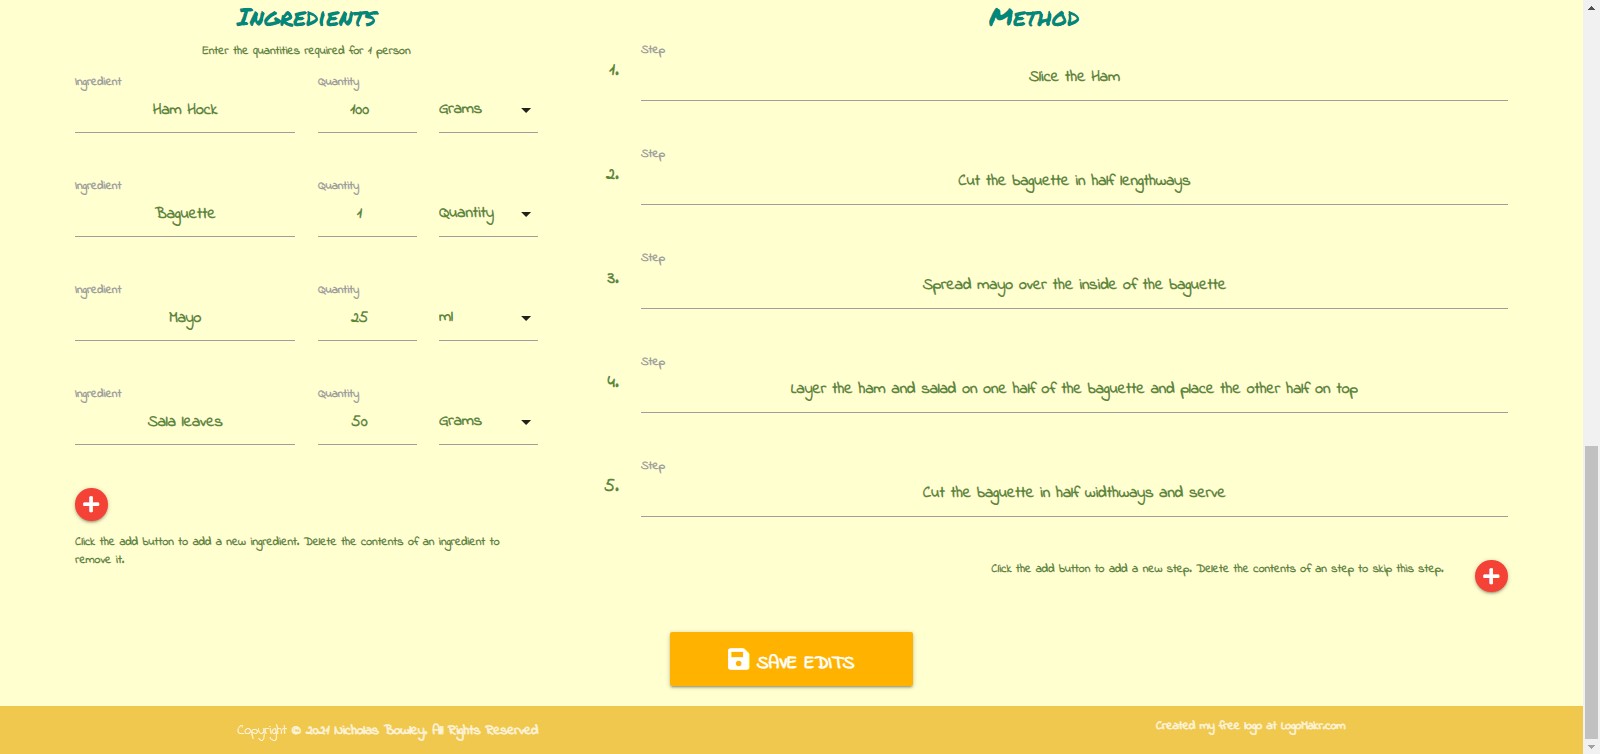 Ingredients
Enter the quantities required for 1 person
Ingredient
Quantity
Ham Hock
100
Grams
Ingredient
Quantity
Baguette
1
Quantity
Ingredient
Quantity
Mayo
25
ml
Ingredient
Quantity
Sala leaves
50
Grams
Click the add button to add a new ingredient. Delete the contents of an ingredient to
remove it.
Method
Step
1.
Slice the Ham
Step
2.
Cut the baguette in half lengthways
Step
3.
Spread mayo over the inside of the baguette
Step
4.
Layer the ham and salad on one half of the baguette and place the other half on top
Step
5.
Cut the baguette in half widthways and serve
Click the add button to add a new step. Delete the contents of an step to skip this step.
SAVE EDITS
Copyright © 2021 Nicholas Bowley. All Rights Reserved
Created my free logo at LogoMakr.com